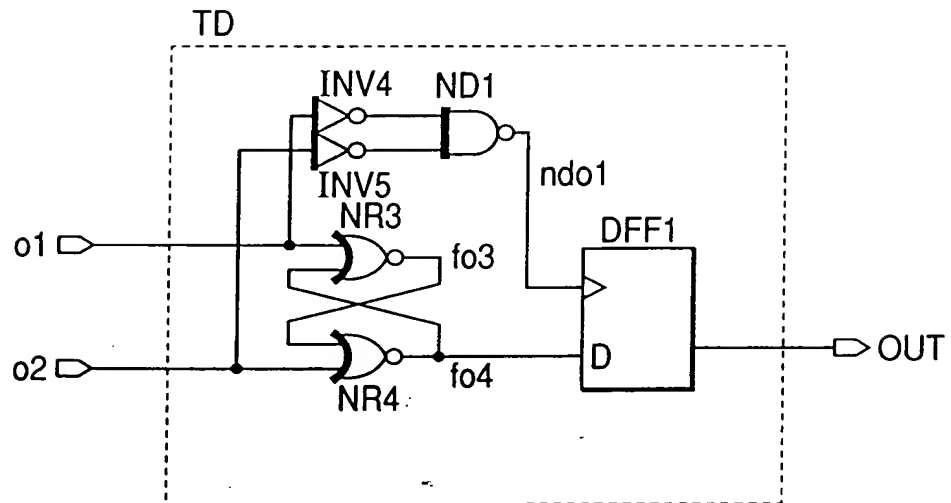 TD
INV4
ND1
INV5
ndo1
NR3
DFF1
o1
fo3
o2
fo4
D
OUT
NR4